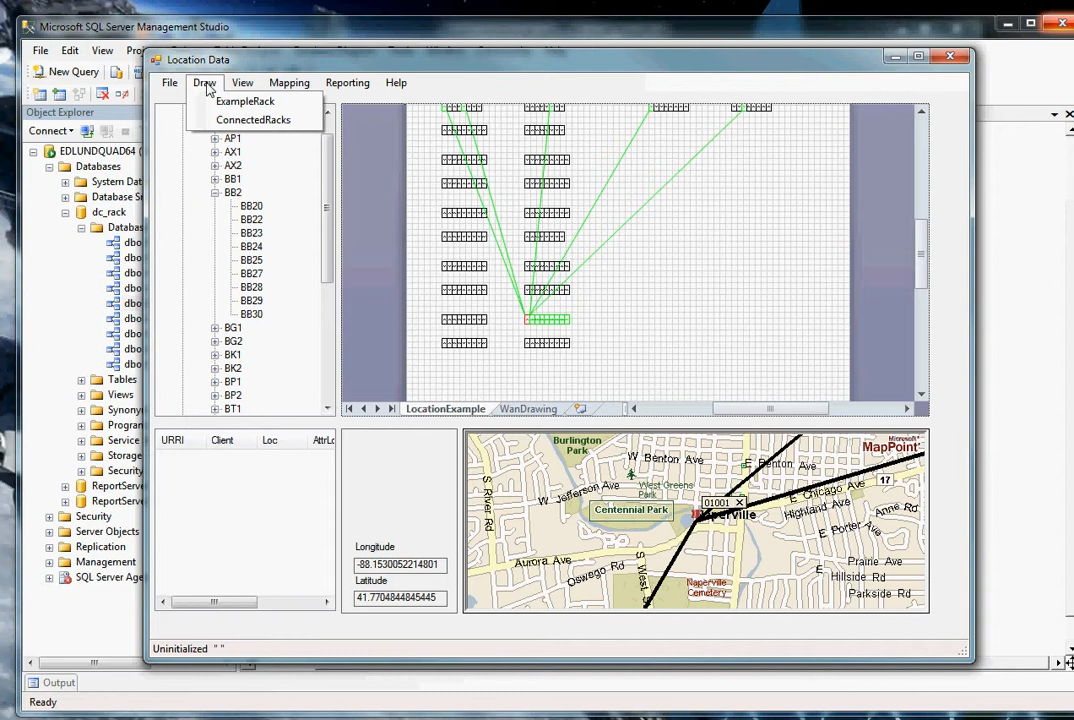 Microsoft SQL Server Management Studio
File Edit View
New Query
Object Explorer
Connect
EDLUNDQUAD64 (
Databases
System Dat
Database S
dc_rack
Databas
dbo
dbo
dbo
dbo
dbo
dbo
dbo
dbo
dbo
Tables
Views
Synony
Program
Service
Storage
Security
ReportServe
ReportServe
Security
Server Objects
Replication
Management
SQL Server Age
Output
Ready
Location Data
File Draw View Mapping Reporting Help
ExampleRack
ConnectedRacks
AP1
AX1
AX2
BB1
BB2
BB20
BB22
BB23
BB24
BB25
BB27
BB28
BB29
BB30
BG1
BG2
BK1
BK2
BP1
BP2
BT1
LocationExample WanDrawing
URRI Client Loc AttrLc
Longitude
-88.1530052214801
Latitude
41.7704844845445
Burlington
Park
W Benton Ave
E Benton Ave
Microsoft
MapPoint
W Jefferson Ave
West Greens
Park
Centennial Park
S River Rd
17
E Chicago Ave
01001
Naperville
Highland Ave
Anne Rd
E Porter Ave
Aurora Ave
Oswego Rd
S West St
Naperville
Cemetery
Prairie Ave
Hillside Rd
Parkside Rd
Uninitialized " "